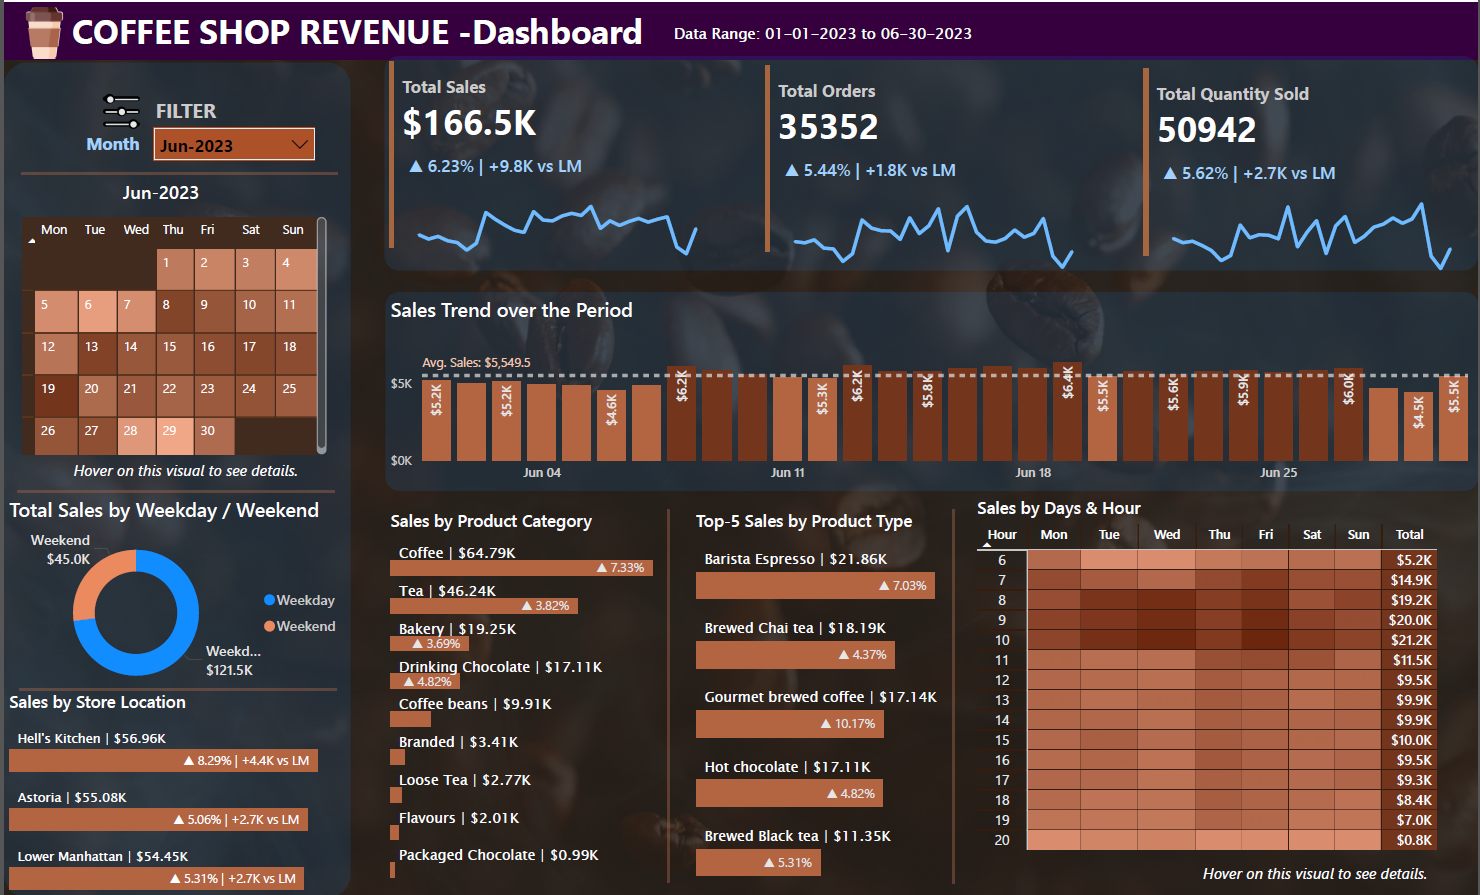 COFFEE SHOP REVENUE -Dashboard
Data Range: 01-01-2023 to 06-30-2023
FILTER
Month
Jun-2023
Jun-2023
Mon Tue Wed Thu Fri Sat Sun
1 2 3 4
5 6 7 8 9 10 11
12 13 14 15 16 17 18
19 20 21 22 23 24 25
26 27 28 29 30
Hover on this visual to see details.
Total Sales by Weekday / Weekend
Weekend
$45.0K
Weekday
Weekend
Weekd...
$121.5K
Sales by Store Location
Hell's Kitchen | $56.96K
▲ 8.29% | +4.4K vs LM
Astoria | $55.08K
▲ 5.06% | +2.7K vs LM
Lower Manhattan | $54.45K
▲ 5.31% | +2.7K vs LM
Total Sales
$166.5K
▲ 6.23% | +9.8K vs LM
Total Orders
35352
▲ 5.44% | +1.8K vs LM
Total Quantity Sold
50942
▲ 5.62% | +2.7K vs LM
Sales Trend over the Period
Avg. Sales: $5,549.5
$5K
$0K
$5.2K $5.2K $4.6K $6.2K $5.3K $6.2K $5.8K $6.4K $5.5K $5.6K $5.9K $6.0K $4.5K $5.5K
Jun 04 Jun 11 Jun 18 Jun 25
Sales by Product Category
Coffee | $64.79K
▲ 7.33%
Tea | $46.24K
▲ 3.82%
Bakery | $19.25K
▲ 3.69%
Drinking Chocolate | $17.11K
▲ 4.82%
Coffee beans | $9.91K
Branded | $3.41K
Loose Tea | $2.77K
Flavours | $2.01K
Packaged Chocolate | $0.99K
Top-5 Sales by Product Type
Barista Espresso | $21.86K
▲ 7.03%
Brewed Chai tea | $18.19K
▲ 4.37%
Gourmet brewed coffee | $17.14K
▲ 10.17%
Hot chocolate | $17.11K
▲ 4.82%
Brewed Black tea | $11.35K
▲ 5.31%
Sales by Days & Hour
Hour Mon Tue Wed Thu Fri Sat Sun Total
6 $5.2K
7 $14.9K
8 $19.2K
9 $20.0K
10 $21.2K
11 $11.5K
12 $9.5K
13 $9.9K
14 $9.9K
15 $10.0K
16 $9.5K
17 $9.3K
18 $8.4K
19 $7.0K
20 $0.8K
Hover on this visual to see details.